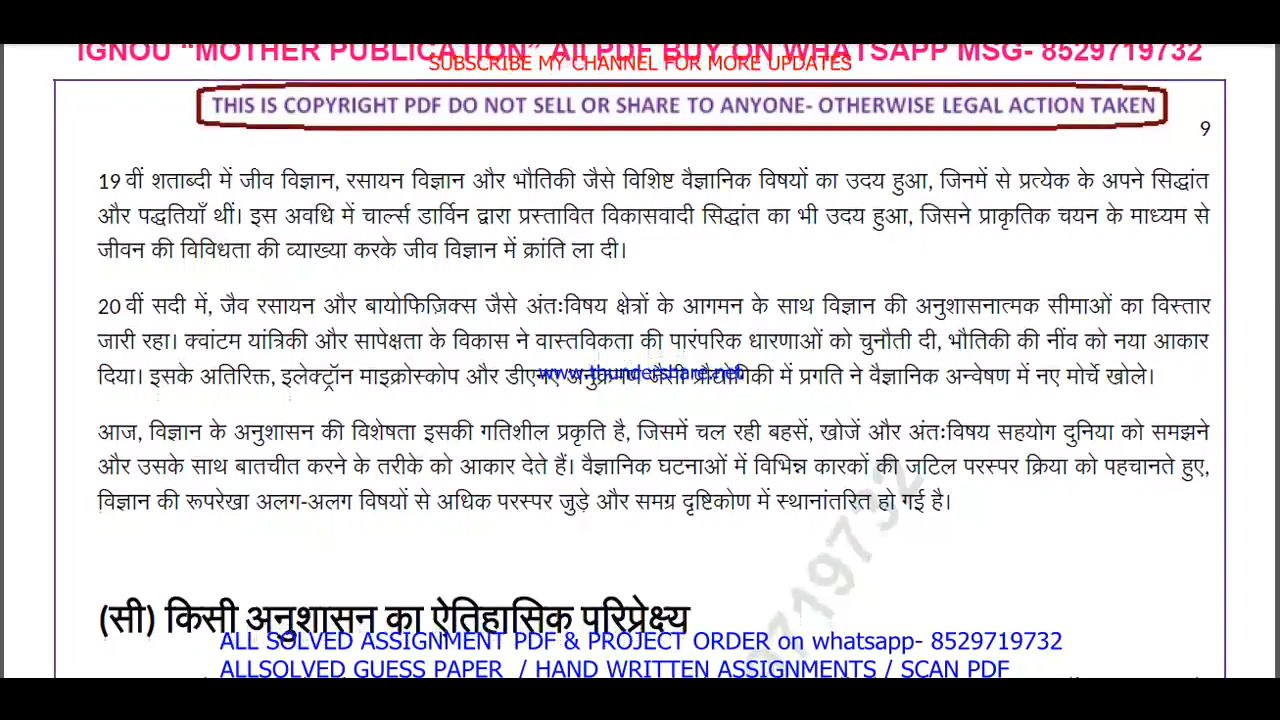 IGNOU "MOTHER PUBLICATION" All PDF BUY ON WHATSAPP MSG- 8529719732
SUBSCRIBE MY CHANNEL FOR MORE UPDATES
THIS IS COPYRIGHT PDF DO NOT SELL OR SHARE TO ANYONE- OTHERWISE LEGAL ACTION TAKEN
9
19 वीं शताब्दी में जीव विज्ञान, रसायन विज्ञान और भौतिकी जैसे विशिष्ट वैज्ञानिक विषयों का उदय हुआ, जिनमें से प्रत्येक के अपने सिद्धांत
और पद्धतियाँ थीं। इस अवधि में चार्ल्स डार्विन द्वारा प्रस्तावित विकासवादी सिद्धांत का भी उदय हुआ, जिसने प्राकृतिक चयन के माध्यम से
जीवन की विविधता की व्याख्या करके जीव विज्ञान में क्रांति ला दी।
20 वीं सदी में, जैव रसायन और बायोफिज़िक्स जैसे अंतःविषय क्षेत्रों के आगमन के साथ विज्ञान की अनुशासनात्मक सीमाओं का विस्तार
जारी रहा। क्वांटम यांत्रिकी और सापेक्षता के विकास ने वास्तविकता की पारंपरिक धारणाओं को चुनौती दी, भौतिकी की नींव को नया आकार
दिया। इसके अतिरिक्त, इलेक्ट्रॉन माइक्रोस्कोप और डीएनए अनुक्रमण जैसी प्रौद्योगिकी में प्रगति ने वैज्ञानिक अन्वेषण में नए मोर्चे खोले।
www.thundershare.net
आज, विज्ञान के अनुशासन की विशेषता इसकी गतिशील प्रकृति है, जिसमें चल रही बहसें, खोजें और अंतःविषय सहयोग दुनिया को समझने
और उसके साथ बातचीत करने के तरीके को आकार देते हैं। वैज्ञानिक घटनाओं में विभिन्न कारकों की जटिल परस्पर क्रिया को पहचानते हुए,
विज्ञान की रूपरेखा अलग-अलग विषयों से अधिक परस्पर जुड़े और समग्र दृष्टिकोण में स्थानांतरित हो गई है।
(सी) किसी अनुशासन का ऐतिहासिक परिप्रेक्ष्य
ALL SOLVED ASSIGNMENT PDF & PROJECT ORDER on whatsapp- 8529719732
ALLSOLVED GUESS PAPER / HAND WRITTEN ASSIGNMENTS / SCAN PDF